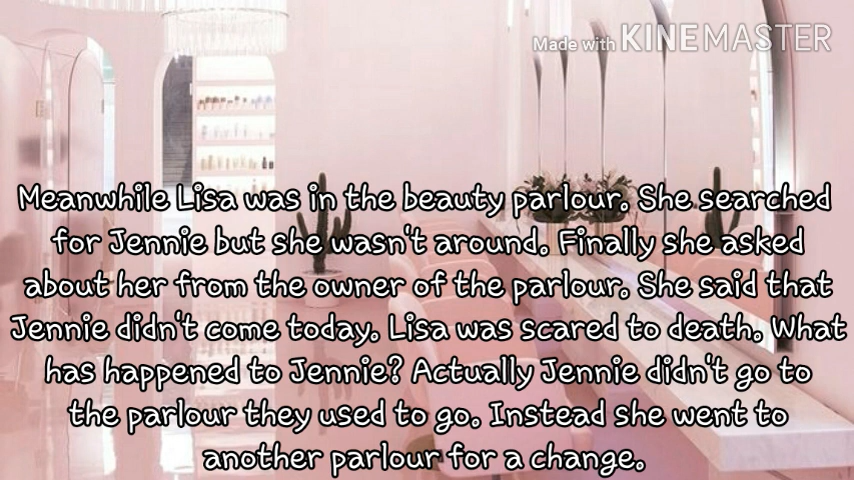 Made with KINEMASTER
Meanwhile Lisa was in the beauty parlour. She searched
for Jennie but she wasn't around. Finally she asked
about her from the owner of the parlour. She said that
Jennie didn't come today. Lisa was scared to death. What
has happened to Jennie? Actually Jennie didn't go to
the parlour they used to go. Instead she went to
another parlour for a change.